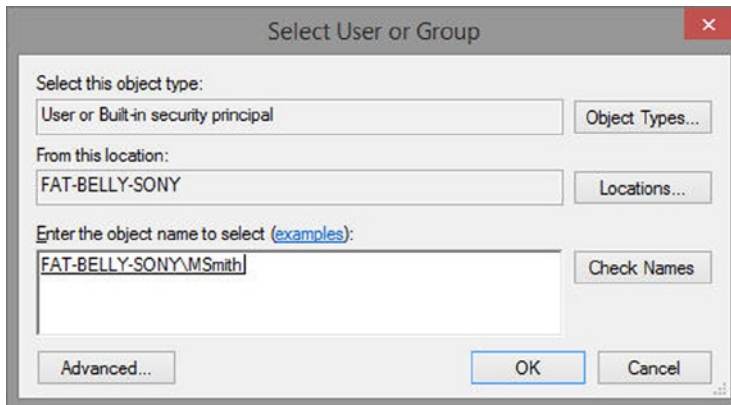 Select User or Group
Select this object type:
User or Built-in security principal
Object Types...
From this location:
FAT-BELLY-SONY
Locations...
Enter the object name to select (examples):
FAT-BELLY-SONY\MSmith
Check Names
Advanced...
OK
Cancel